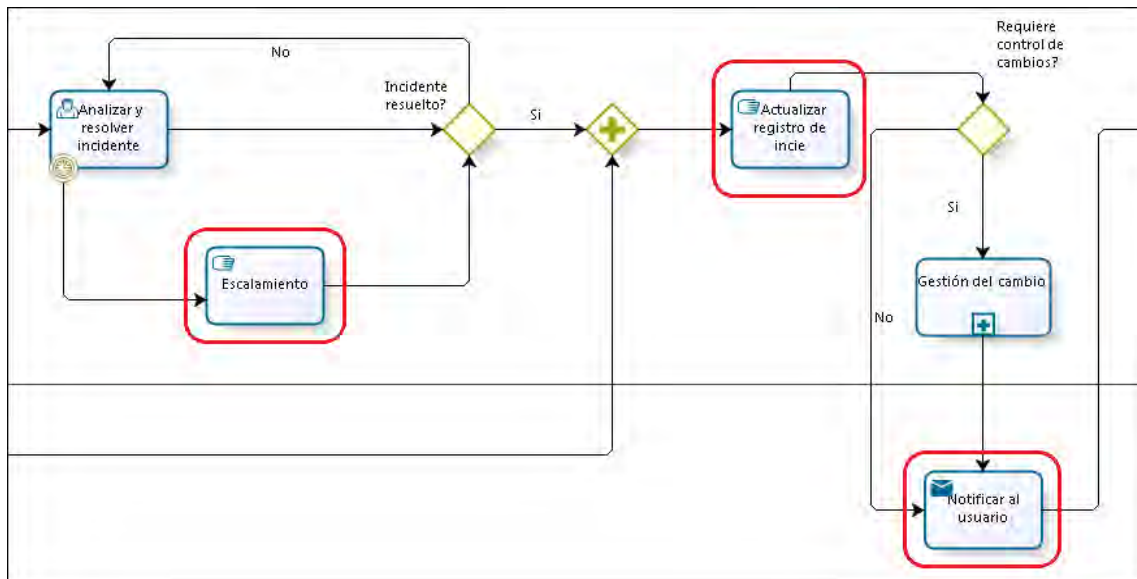 Requiere
control de
cambios?
No
Incidente
resuelto?
Analizar y
resolver
incidente
Si
Actualizar
registro de
incie
Si
Escalamiento
Gestión del cambio
No
Notificar al
usuario